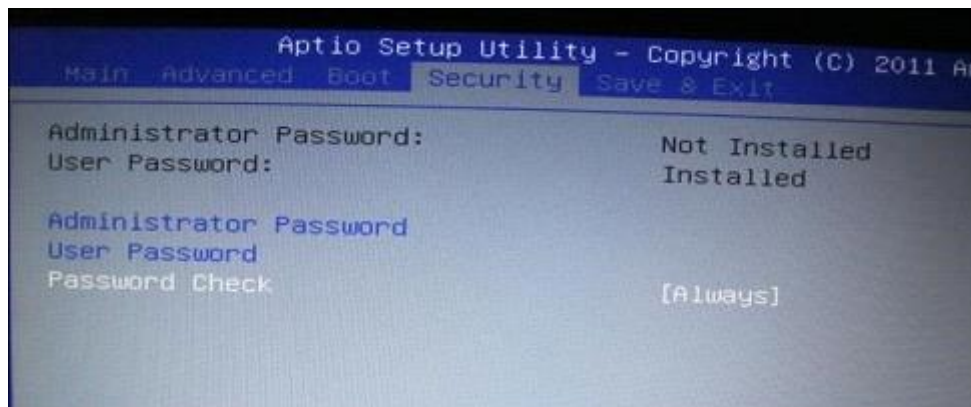 Aptio Setup Utility - Copyright (C) 2011
Main Advanced Boot Security Save & Exit
Administrator Password: Not Installed
User Password: Installed
Administrator Password
User Password
Password Check [Always]